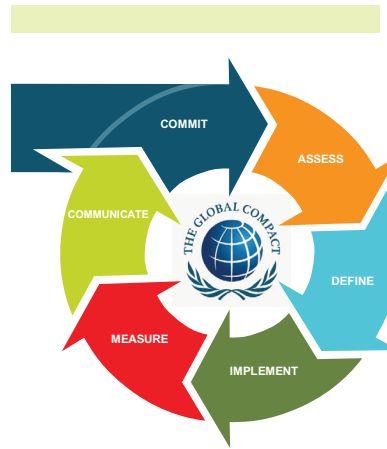 COMMIT
ASSESS
DEFINE
IMPLEMENT
MEASURE
COMMUNICATE
THE GLOBAL COMPACT